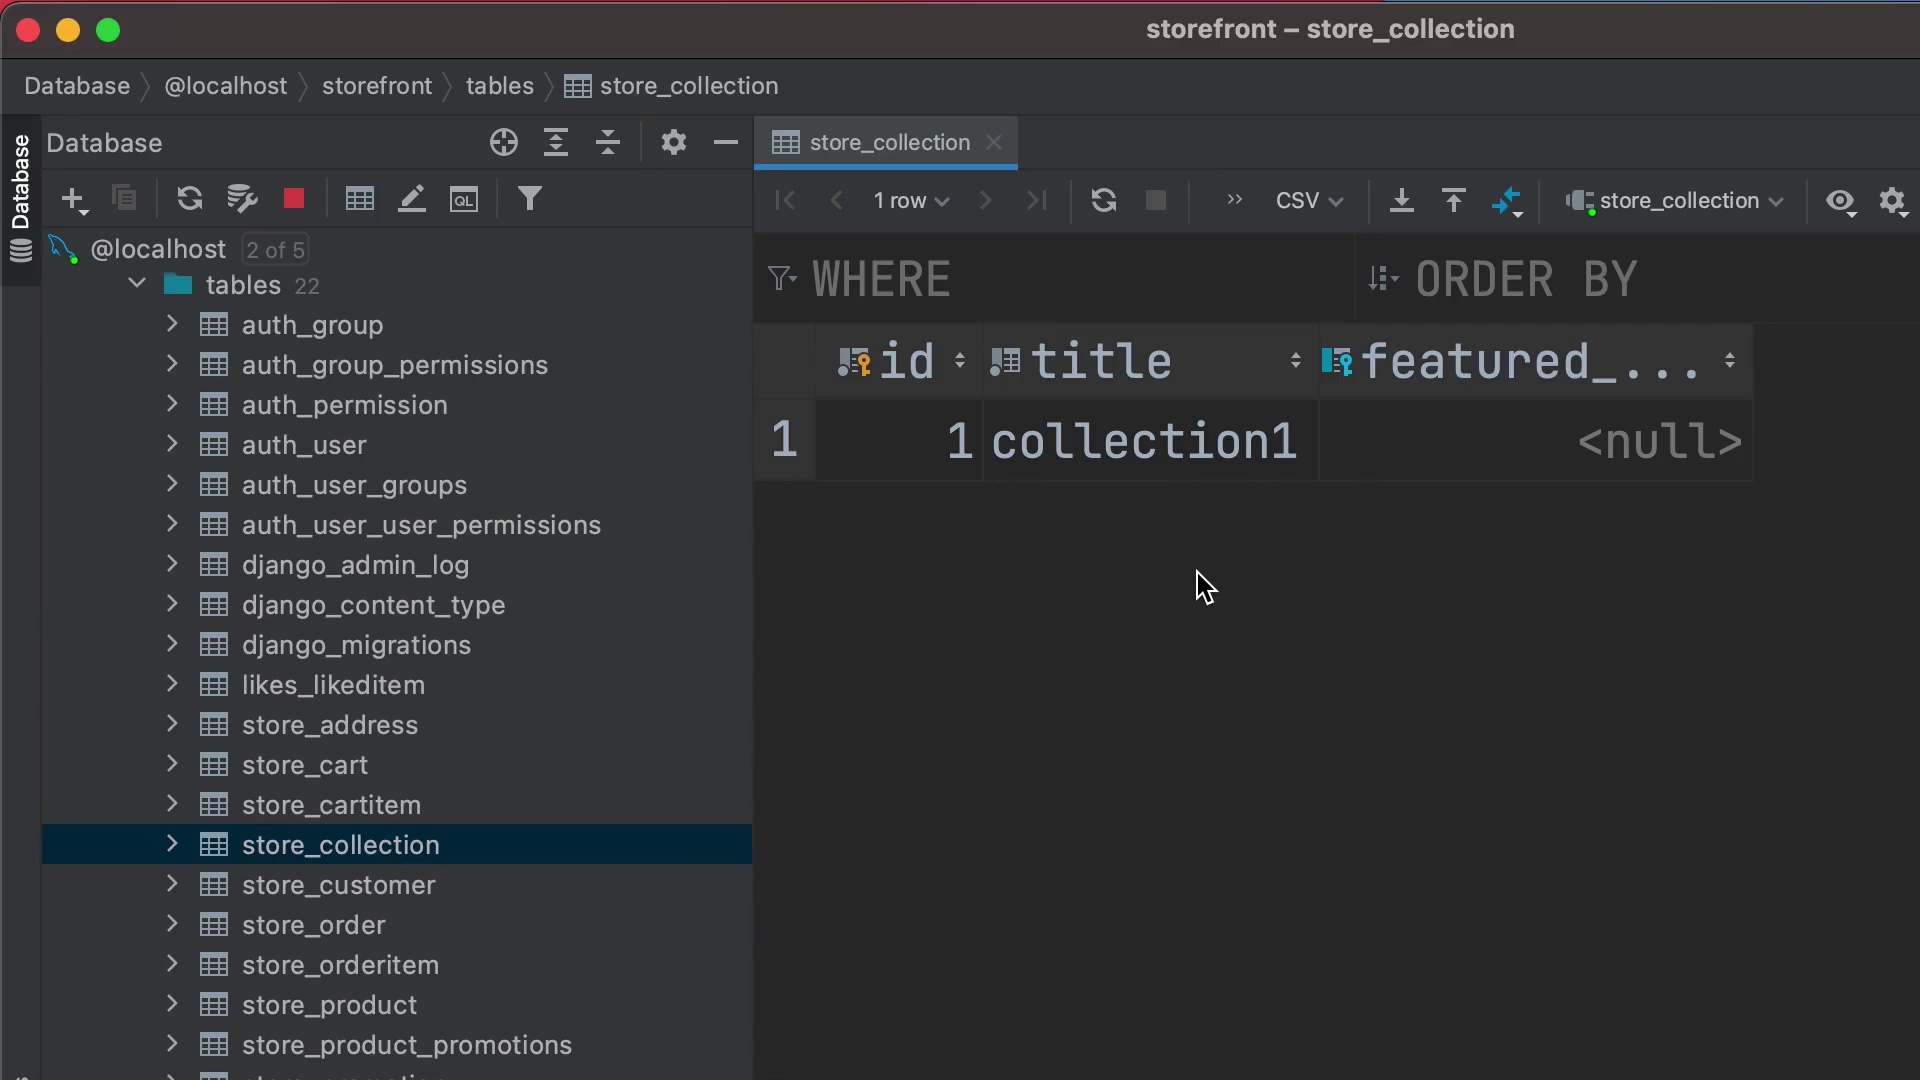 storefront – store_collection
Database
@localhost
storefront
tables
store_collection
Database
Database
store_collection
QL
1 row
CSV
store_collection
@localhost 2 of 5
tables 22
auth_group
auth_group_permissions
auth_permission
auth_user
auth_user_groups
auth_user_user_permissions
django_admin_log
django_content_type
django_migrations
likes_likeditem
store_address
store_cart
store_cartitem
store_collection
store_customer
store_order
store_orderitem
store_product
store_product_promotions
WHERE
ORDER BY
id title featured_...
1 1 collection1 <null>